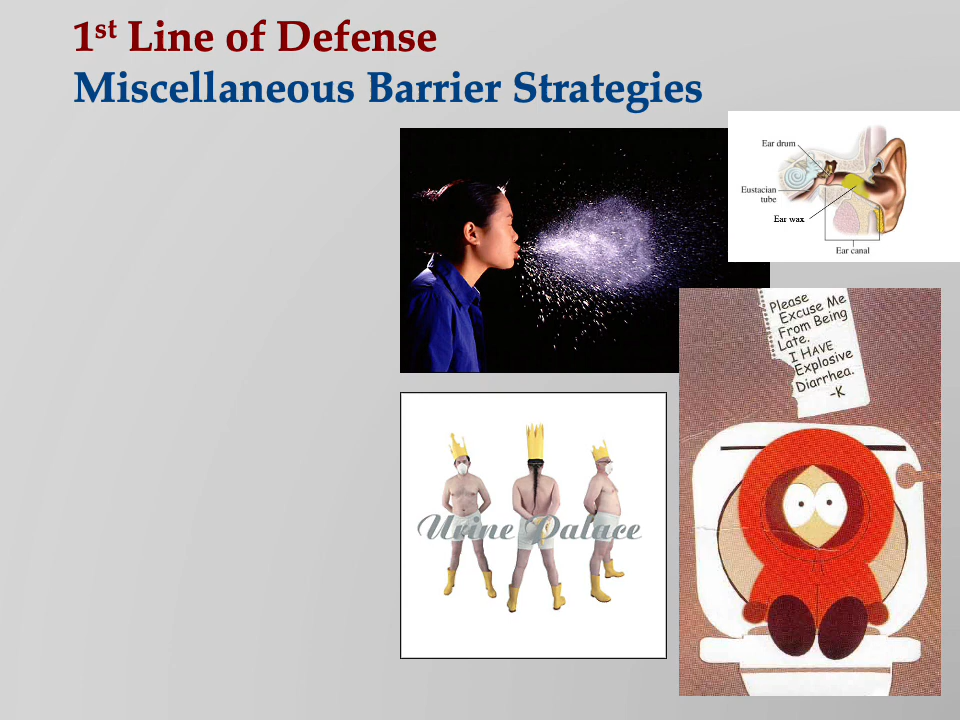 1st Line of Defense
Miscellaneous Barrier Strategies
Ear drum
Eustacian
tube
Ear wax
Ear canal
Please
Excuse Me
From Being
Late.
I HAVE
Explosive
Diarrhea.
-K
Urine Palace